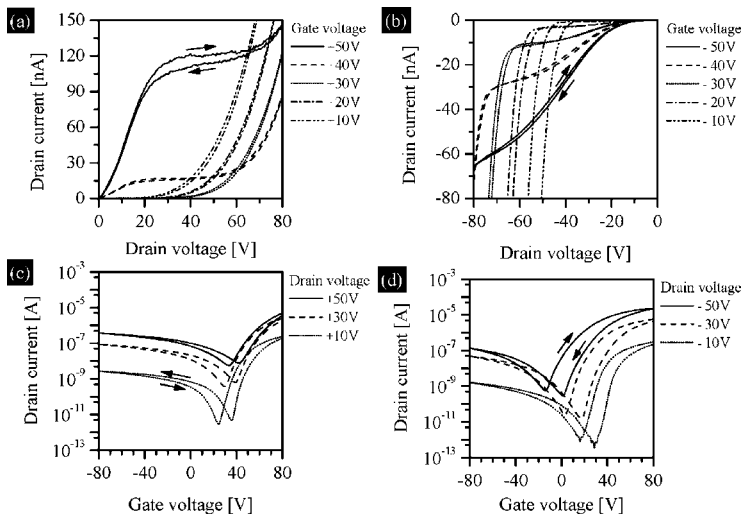 (a)
150
120
90
60
30
0
Drain current [nA]
0 20 40 60 80
Drain voltage [V]
Gate voltage
+50V
+40V
+30V
+20V
+10V
(b)
0
-20
-40
-60
-80
Drain current [nA]
-80 -60 -40 -20 0
Drain voltage [V]
Gate voltage
-50V
-40V
-30V
-20V
-10V
(c)
10-3
10-5
10-7
10-9
10-11
10-13
Drain current [A]
-80 -40 0 40 80
Gate voltage [V]
Drain voltage
+50V
+30V
+10V
(d)
10-3
10-5
10-7
10-9
10-11
10-13
Drain current [A]
-80 -40 0 40 80
Gate voltage [V]
Drain voltage
-50V
-30V
-10V